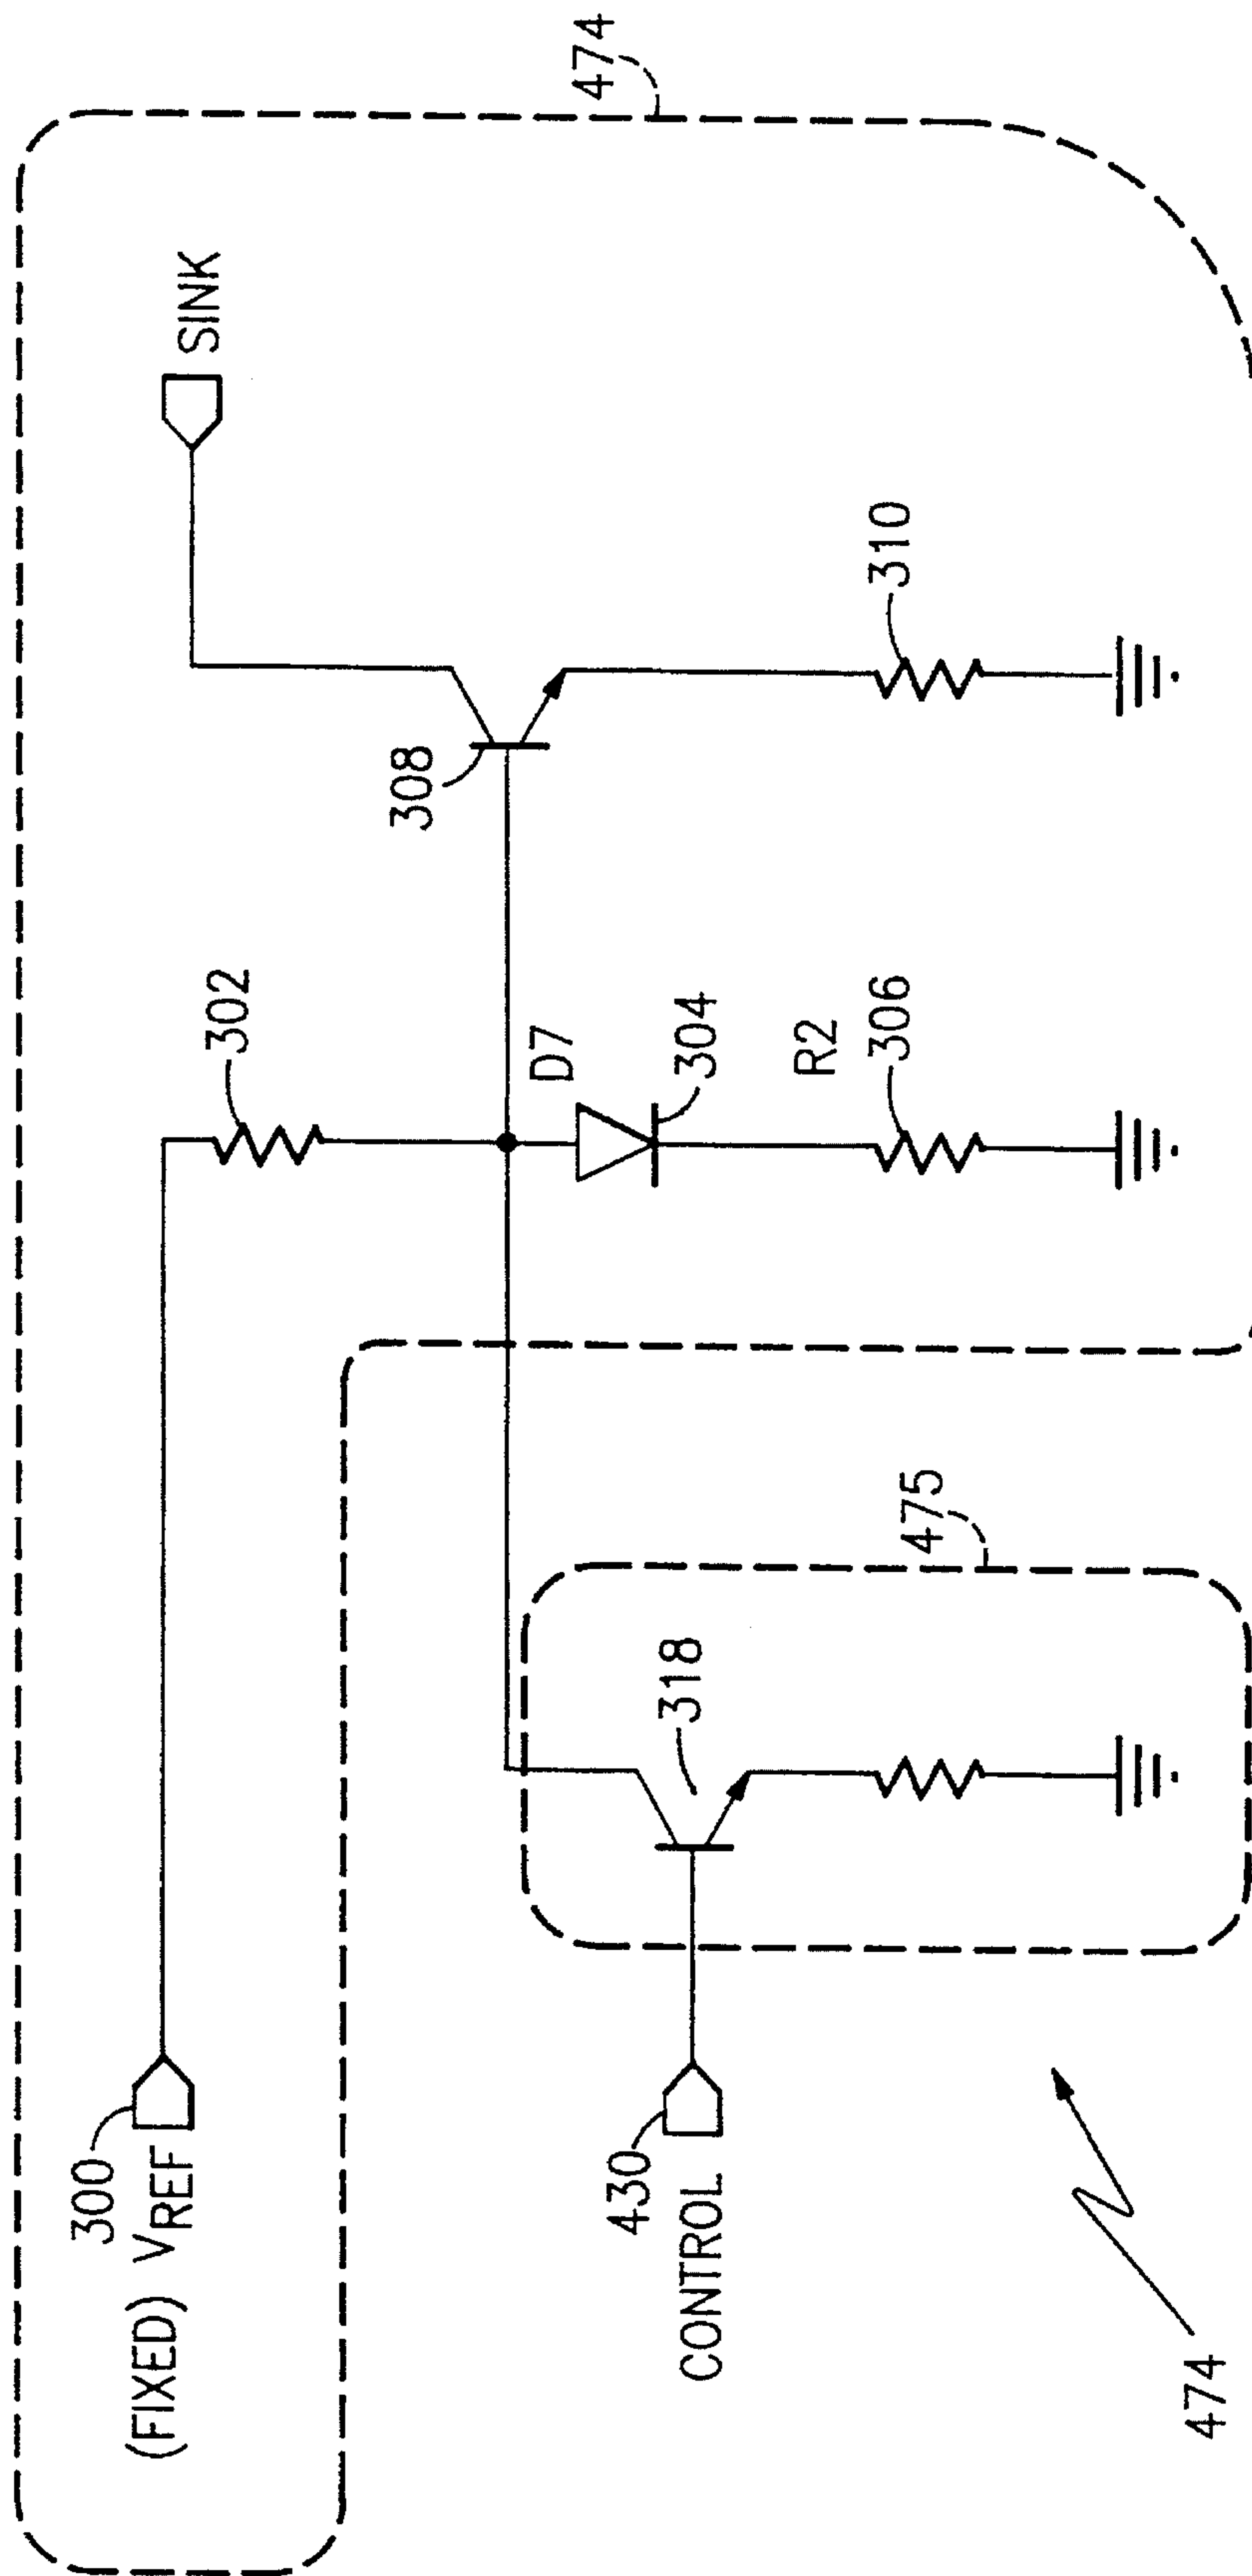 474
SINK
302
308
D7
304
310
R2
306
300
(FIXED) VREF
475
318
430
CONTROL
474